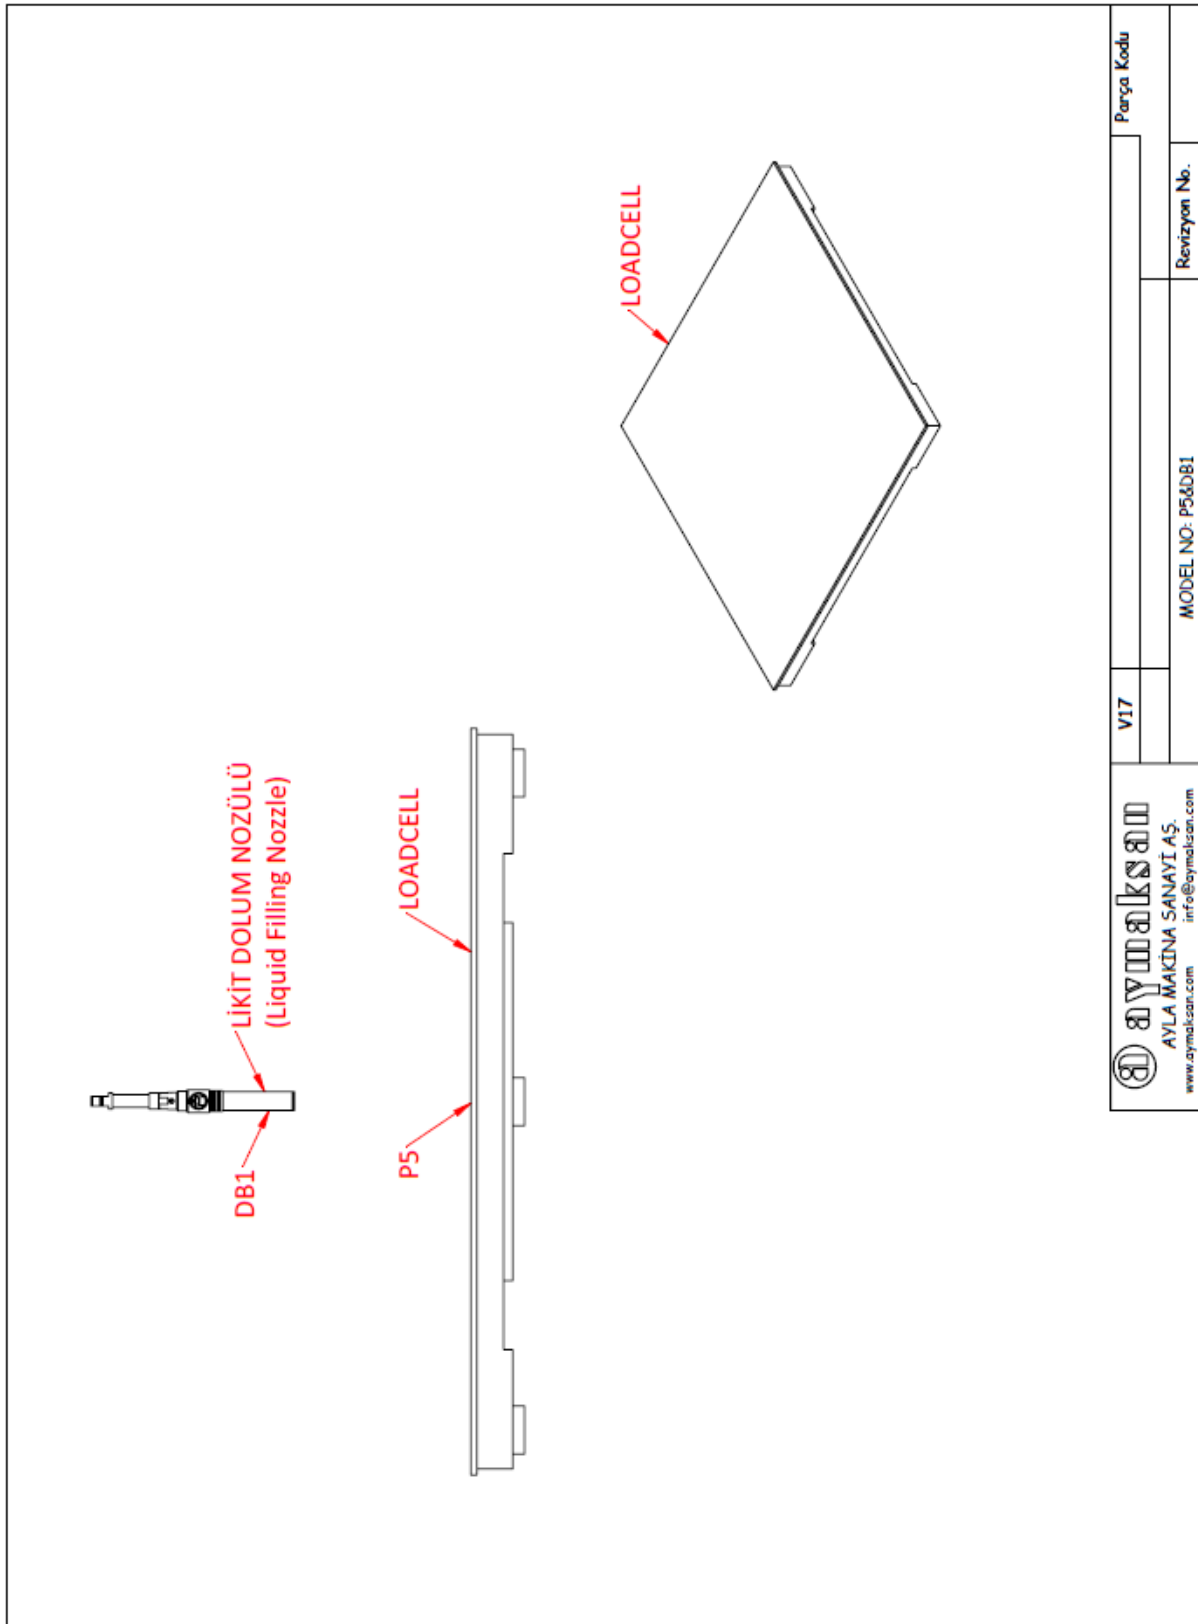 LİKİT DOLUM NOZÜLÜ
(Liquid Filling Nozzle)
DB1
P5
LOADCELL
LOADCELL
aymaksan
AYLA MAKİNA SANAYİ AŞ.
www.aymaksan.com info@aymaksan.com
V17
Parça Kodu
MODEL NO: P5&DB1
Revizyon No.